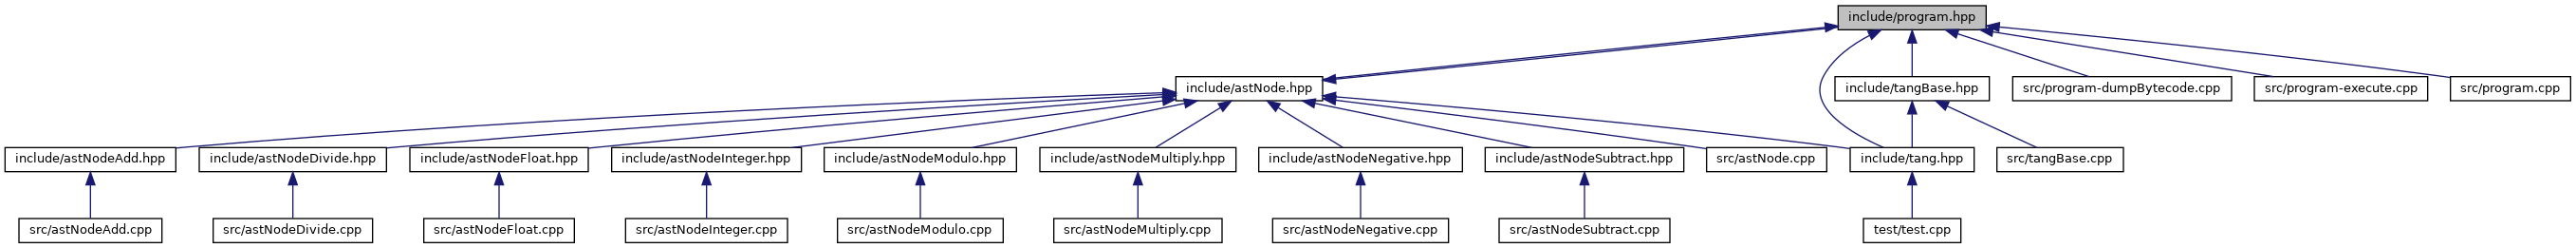 include/program.hpp
include/astNode.hpp
include/tangBase.hpp
src/program-dumpBytecode.cpp
src/program-execute.cpp
src/program.cpp
include/astNodeAdd.hpp
include/astNodeDivide.hpp
include/astNodeFloat.hpp
include/astNodeInteger.hpp
include/astNodeModulo.hpp
include/astNodeMultiply.hpp
include/astNodeNegative.hpp
include/astNodeSubtract.hpp
src/astNode.cpp
include/tang.hpp
src/tangBase.cpp
src/astNodeAdd.cpp
src/astNodeDivide.cpp
src/astNodeFloat.cpp
src/astNodeInteger.cpp
src/astNodeModulo.cpp
src/astNodeMultiply.cpp
src/astNodeNegative.cpp
src/astNodeSubtract.cpp
test/test.cpp